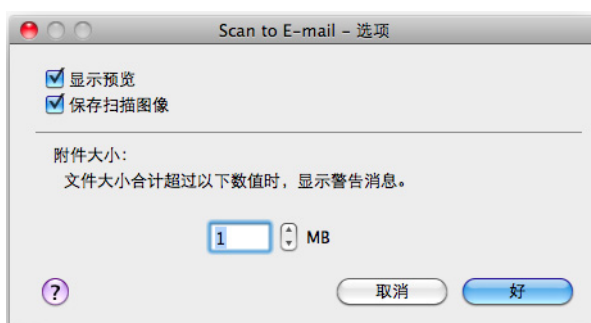 Scan to E-mail – 选项
显示预览
保存扫描图像
附件大小：
文件大小合计超过以下数值时，显示警告消息。
1 MB
? 取消 好